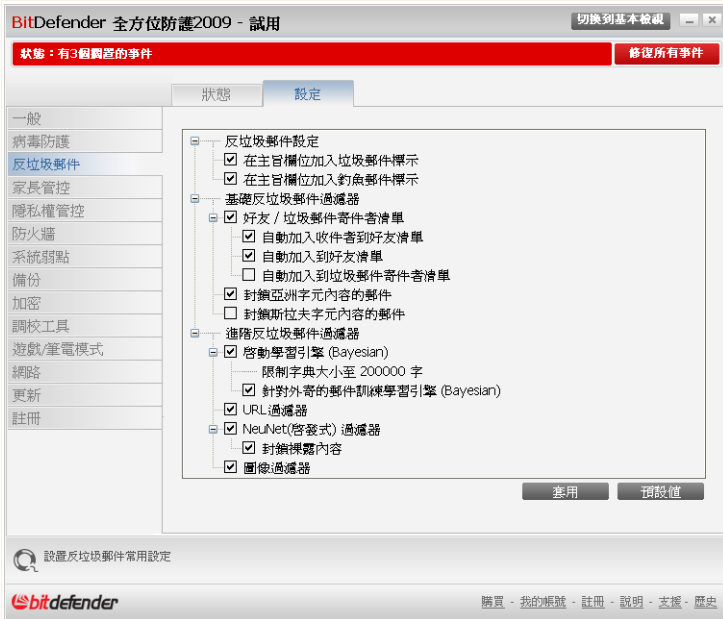 BitDefender 全方位防護2009 - 試用
切換到基本檢視
狀態：有3個擱置的事件
修復所有事件
狀態
設定
一般
病毒防護
反垃圾郵件
家長管控
隱私權管控
防火牆
系統弱點
備份
加密
調校工具
遊戲/筆電模式
網路
更新
註冊
反垃圾郵件設定
在主旨欄位加入垃圾郵件標示
在主旨欄位加入釣魚郵件標示
基礎反垃圾郵件過濾器
好友 / 垃圾郵件寄件者清單
自動加入收件者到好友清單
自動加入到好友清單
自動加入到垃圾郵件寄件者清單
封鎖亞洲字元內容的郵件
封鎖斯拉夫字元內容的郵件
進階反垃圾郵件過濾器
啓動學習引擎 (Bayesian)
限制字典大小至 200000 字
針對外寄的郵件訓練學習引擎 (Bayesian)
URL過濾器
NeuNet(啓發式) 過濾器
封鎖裸露內容
圖像過濾器
套用
預設值
設置反垃圾郵件常用設定
bitdefender
購買 - 我的帳號 - 註冊 - 說明 - 支援 - 歷史